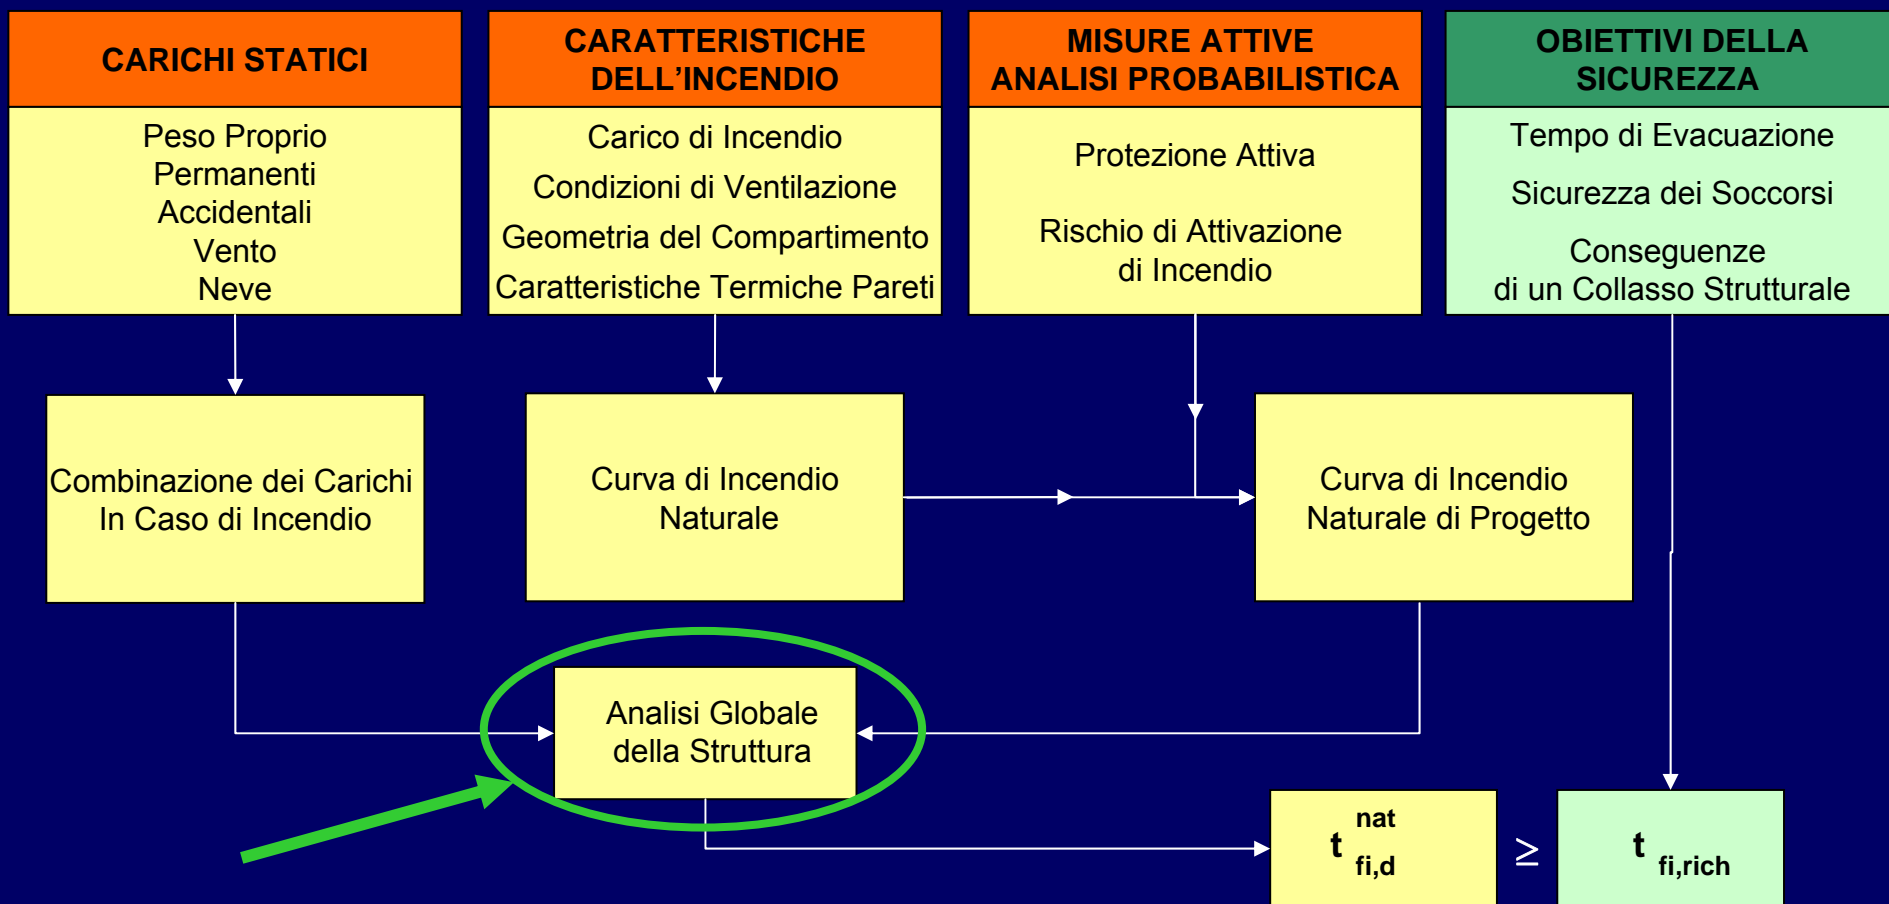 CARICHI STATICI
Peso Proprio
Permanenti
Accidentali
Vento
Neve
CARATTERISTICHE
DELL'INCENDIO
Carico di Incendio
Condizioni di Ventilazione
Geometria del Compartimento
Caratteristiche Termiche Pareti
MISURE ATTIVE
ANALISI PROBABILISTICA
Protezione Attiva
Rischio di Attivazione
di Incendio
OBIETTIVI DELLA
SICUREZZA
Tempo di Evacuazione
Sicurezza dei Soccorsi
Conseguenze
di un Collasso Strutturale
Combinazione dei Carichi
In Caso di Incendio
Curva di Incendio
Naturale
Curva di Incendio
Naturale di Progetto
Analisi Globale
della Struttura
t nat fi,d ≥ t fi,rich